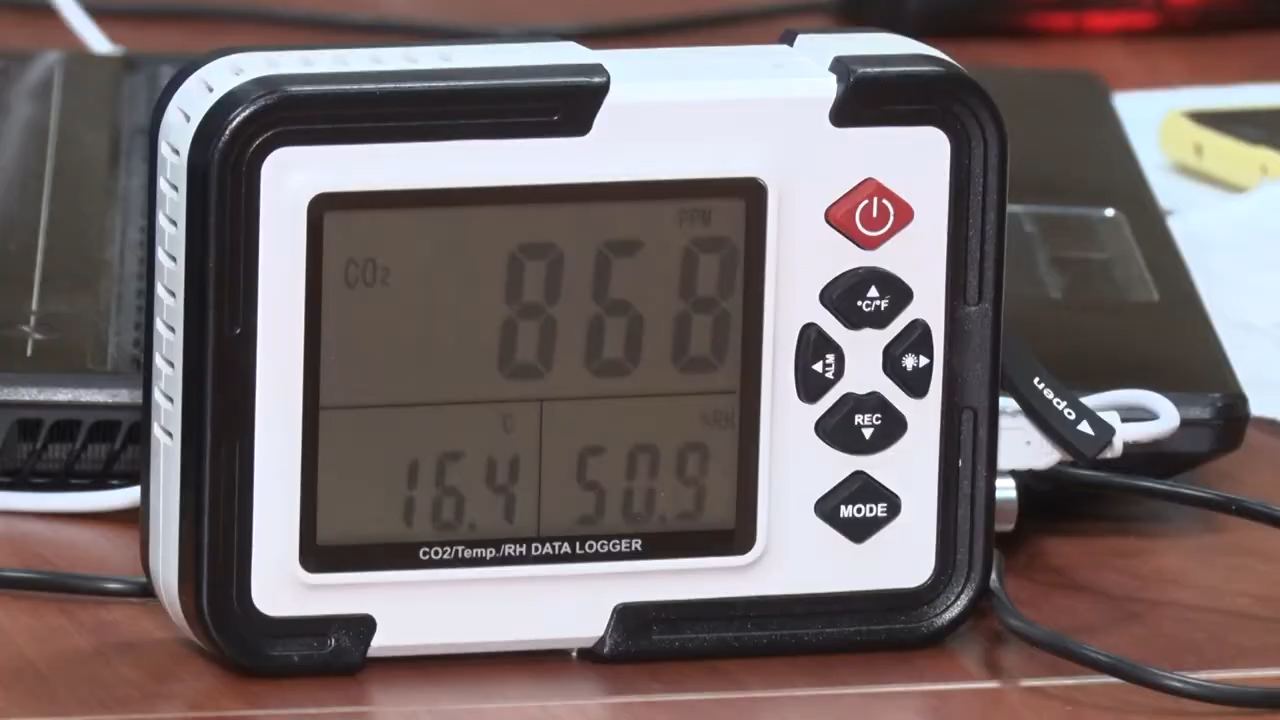 PPM
CO2 868
℃ %RH
16.4 50.9
CO2/Temp./RH DATA LOGGER
°C/°F
ALM
REC
MODE
open